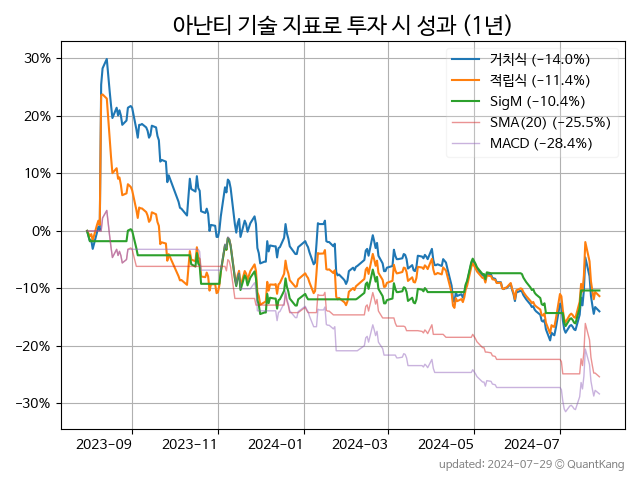 아난티 기술 지표로 투자 시 성과 (1년)
30%
20%
10%
0%
−10%
−20%
−30%
거치식 (−14.0%)
적립식 (−11.4%)
SigM (−10.4%)
SMA(20) (−25.5%)
MACD (−28.4%)
2023-09
2023-11
2024-01
2024-03
2024-05
2024-07
updated: 2024-07-29 © QuantKang